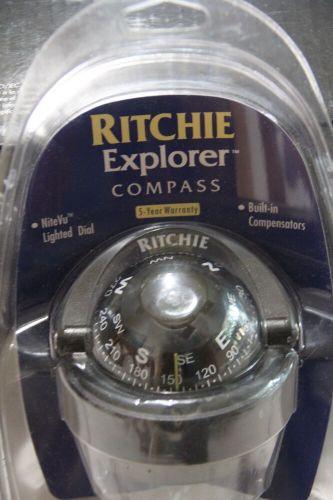 RITCHIE
Explorer™
COMPASS
5-Year Warranty
• NiteVu™
Lighted Dial
• Built-in
Compensators
RITCHIE
NW
N
W
240
SW
210
S
180
150
SE
120
E
90